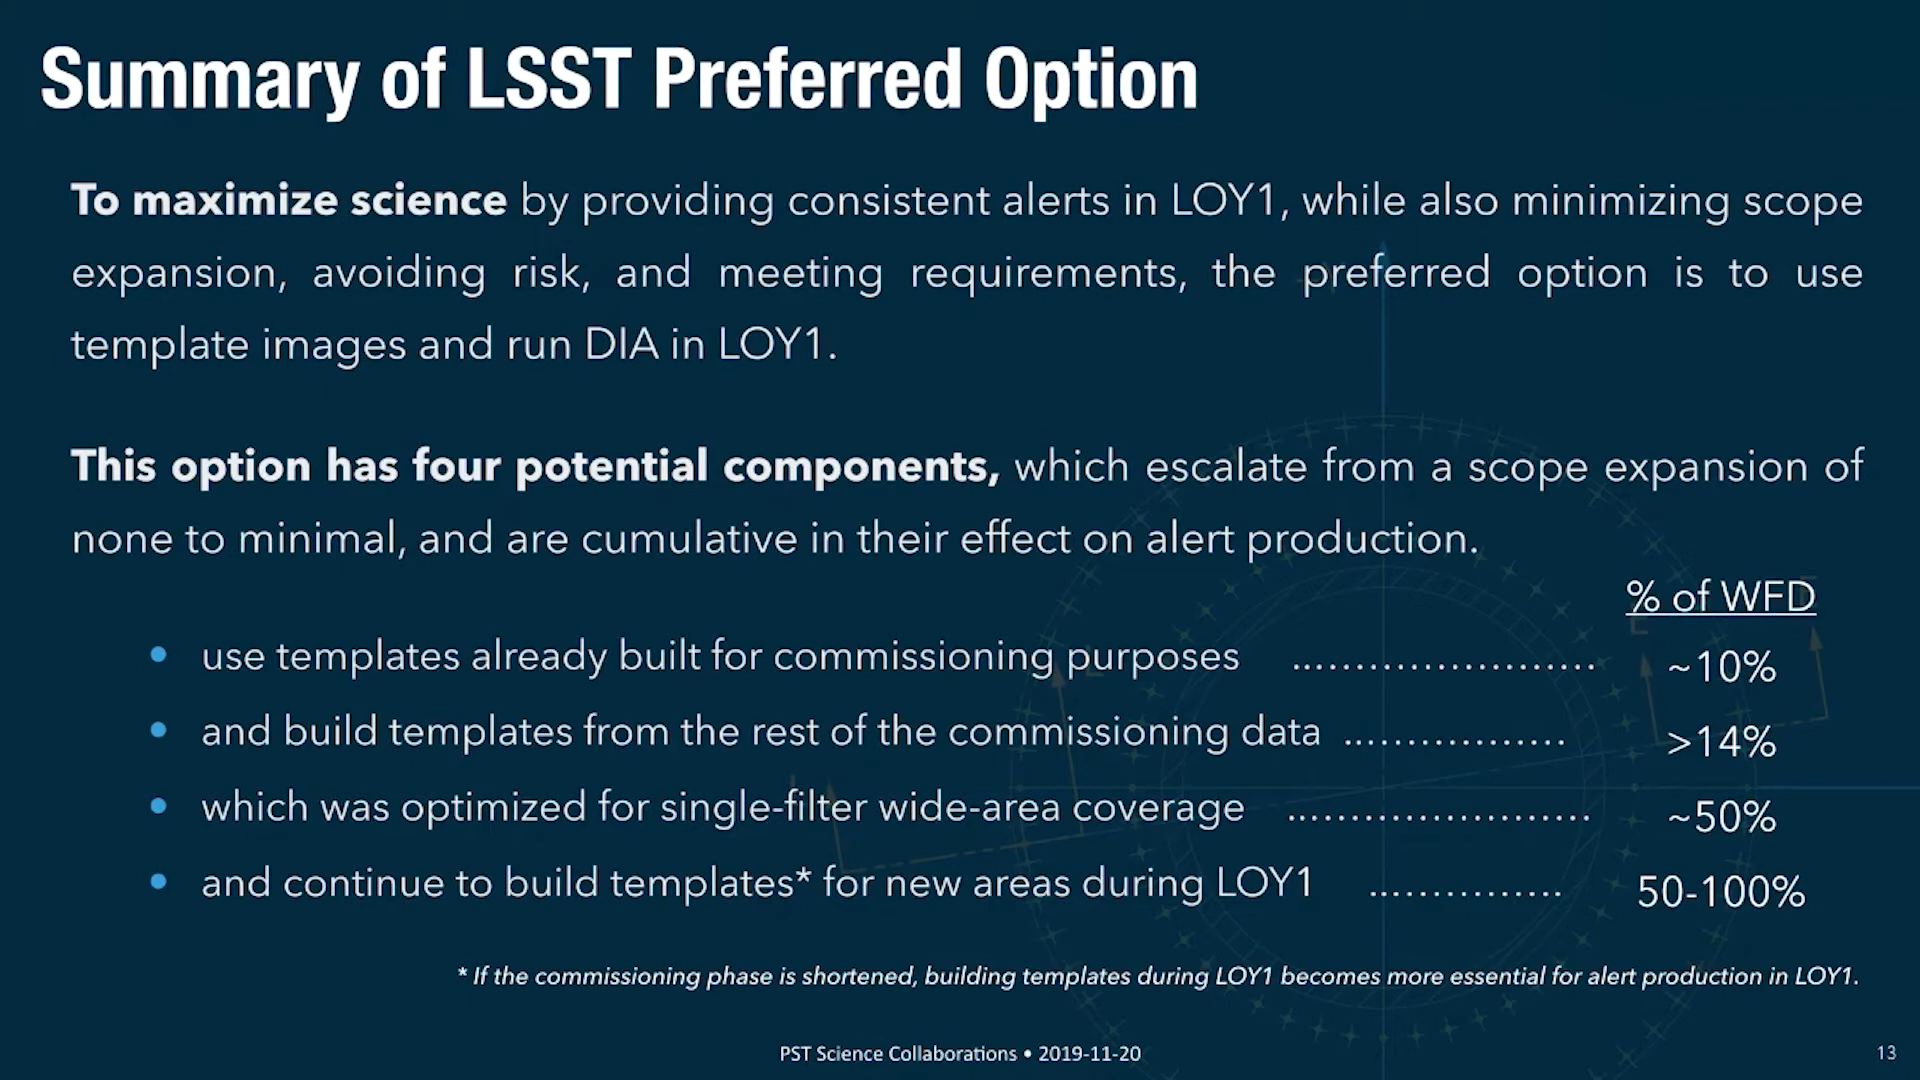 Summary of LSST Preferred Option
To maximize science by providing consistent alerts in LOY1, while also minimizing scope
expansion, avoiding risk, and meeting requirements, the preferred option is to use
template images and run DIA in LOY1.
This option has four potential components, which escalate from a scope expansion of
none to minimal, and are cumulative in their effect on alert production.
% of WFD
• use templates already built for commissioning purposes ........................ ~10%
• and build templates from the rest of the commissioning data ................. >14%
• which was optimized for single-filter wide-area coverage ........................ ~50%
• and continue to build templates* for new areas during LOY1 ............... 50-100%
* If the commissioning phase is shortened, building templates during LOY1 becomes more essential for alert production in LOY1.
PST Science Collaborations • 2019-11-20
13